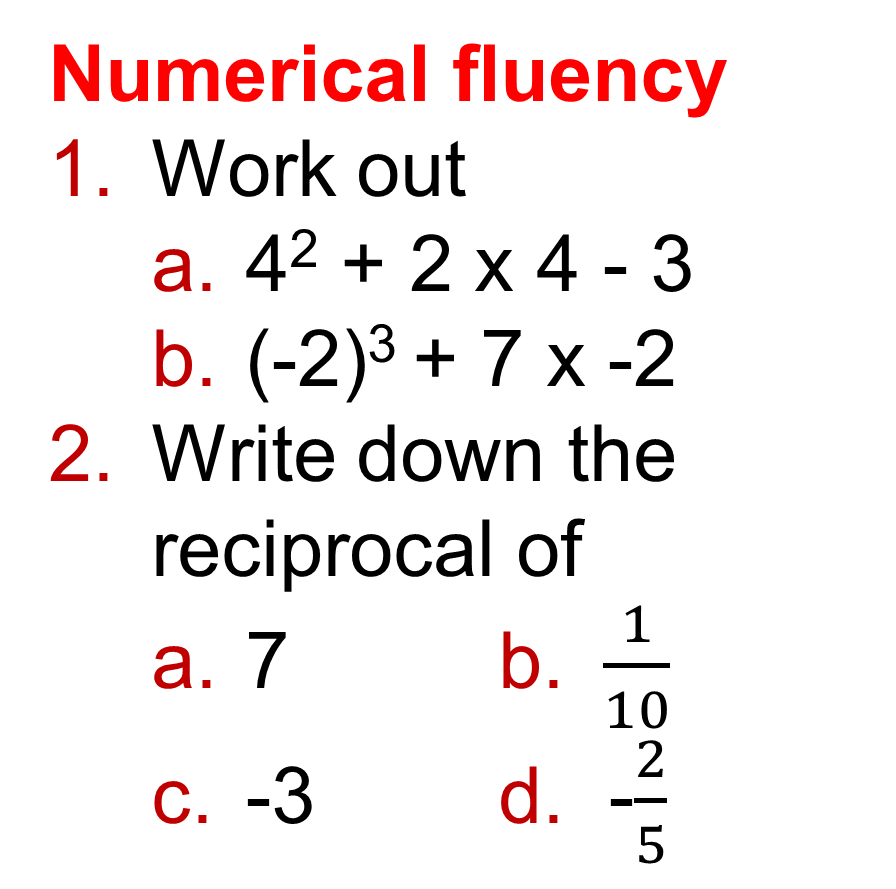 Numerical fluency
1. Work out
a. 4² + 2 x 4 - 3
b. (-2)³ + 7 x -2
2. Write down the
reciprocal of
a. 7 b. 1/10
c. -3 d. -2/5